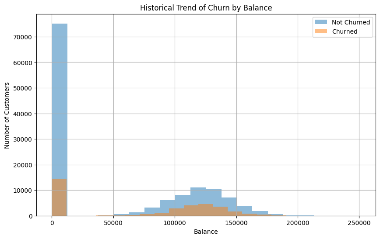 Historical Trend of Churn by Balance
Not Churned
Churned
70000
60000
50000
40000
30000
20000
10000
0
Number of Customers
0 50000 100000 150000 200000 250000
Balance